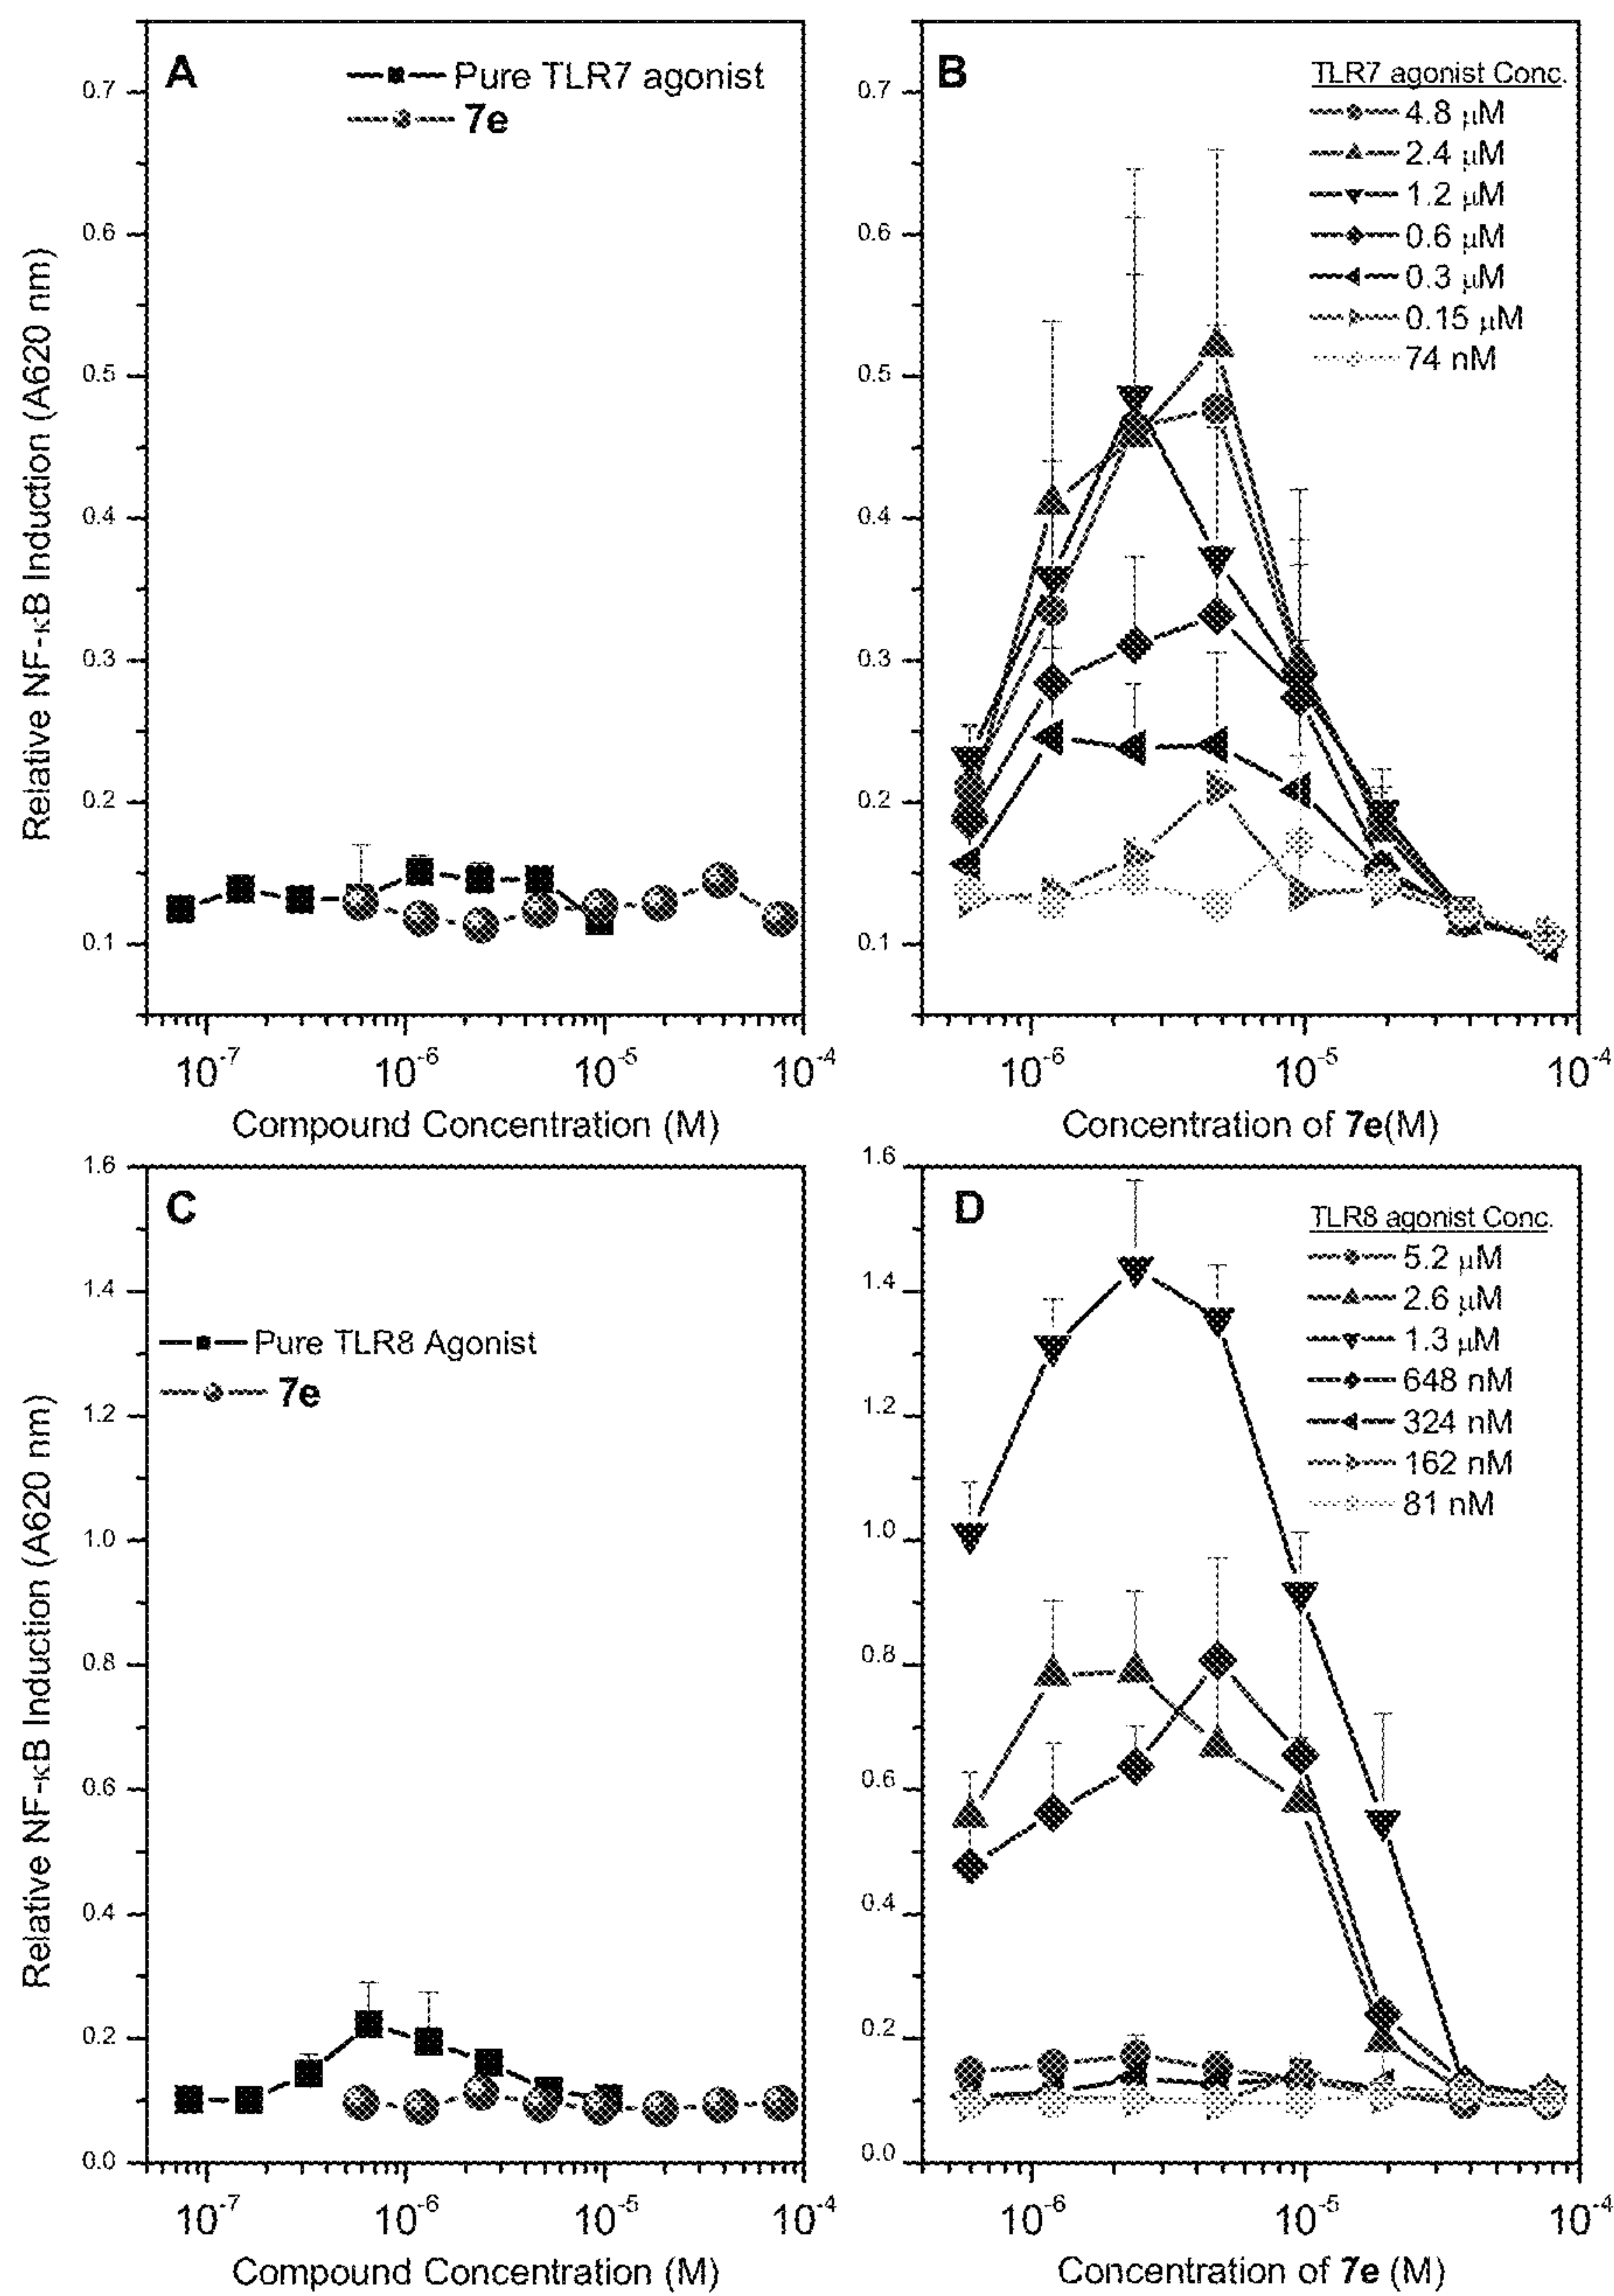 A
Pure TLR7 agonist
7e
0.7
0.6
0.5
0.4
0.3
0.2
0.1
Relative NF-κB Induction (A620 nm)
10-7
10-6
10-5
10-4
Compound Concentration (M)
B
TLR7 agonist Conc.
4.8 µM
2.4 µM
1.2 µM
0.6 µM
0.3 µM
0.15 µM
74 nM
0.7
0.6
0.5
0.4
0.3
0.2
0.1
10-6
10-5
10-4
Concentration of 7e(M)
C
Pure TLR8 Agonist
7e
1.6
1.4
1.2
1.0
0.8
0.6
0.4
0.2
0.0
Relative NF-κB Induction (A620 nm)
10-7
10-6
10-5
10-4
Compound Concentration (M)
D
TLR8 agonist Conc.
5.2 µM
2.6 µM
1.3 µM
648 nM
324 nM
162 nM
81 nM
1.6
1.4
1.2
1.0
0.8
0.6
0.4
0.2
0.0
10-6
10-5
10-4
Concentration of 7e (M)